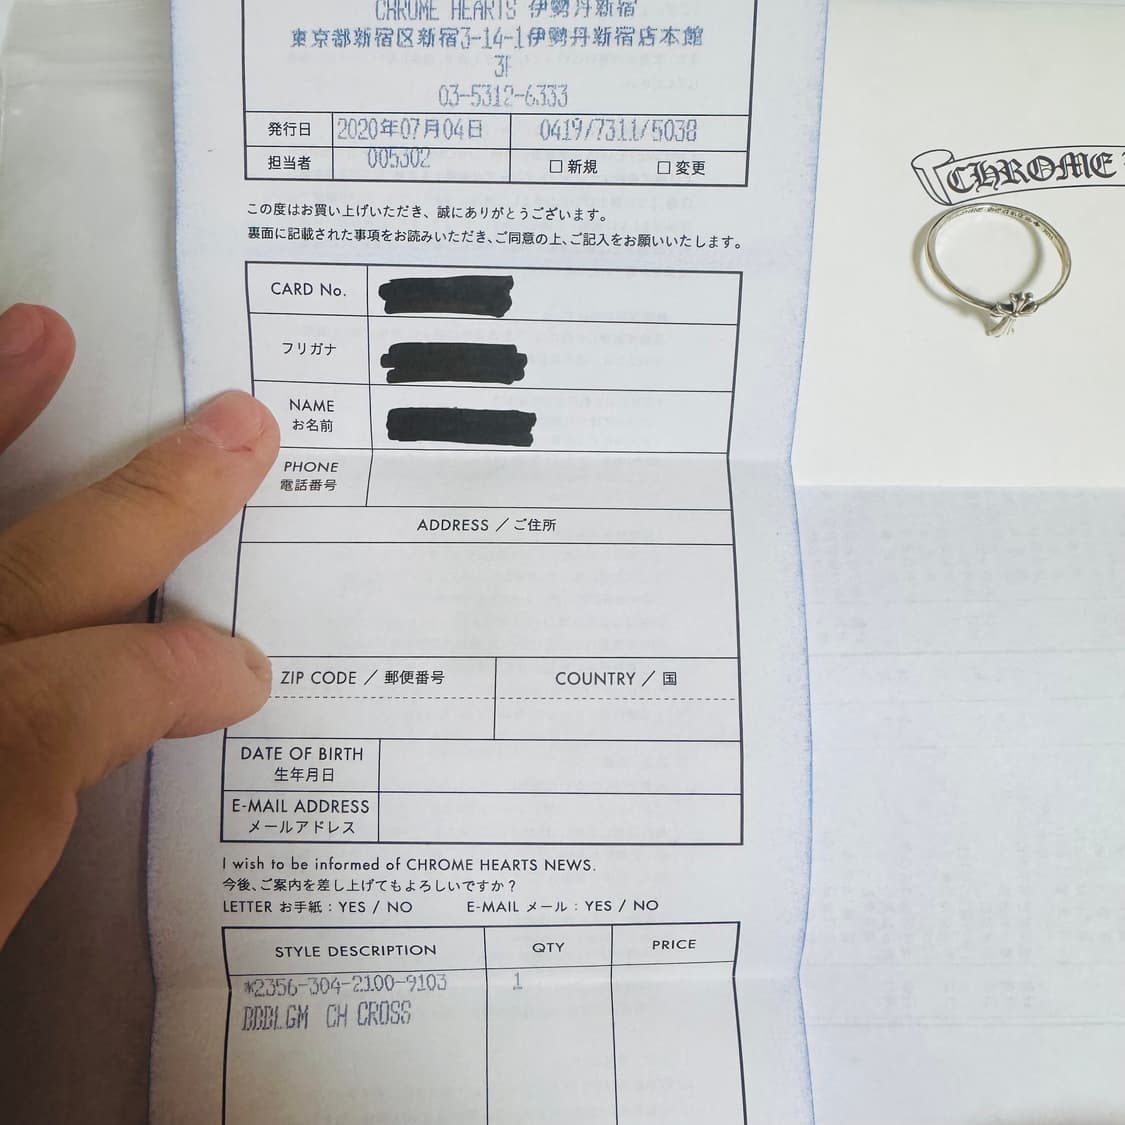 CHROME HEARTS 伊勢丹新宿
東京都新宿区新宿3-14-1伊勢丹新宿店本館
3F
03-5312-6333
発行日 2020年07月04日 0419/7311/5038
担当者 005302 □ 新規 □ 変更
この度はお買い上げいただき、誠にありがとうございます。
裏面に記載された事項をお読みいただき、ご同意の上、ご記入をお願いいたします。
CARD No.
フリガナ
NAME
お名前
PHONE
電話番号
ADDRESS / ご住所
ZIP CODE / 郵便番号 COUNTRY / 国
DATE OF BIRTH
生年月日
E-MAIL ADDRESS
メールアドレス
I wish to be informed of CHROME HEARTS NEWS.
今後、ご案内を差し上げてもよろしいですか？
LETTER お手紙 : YES / NO E-MAIL メール : YES / NO
STYLE DESCRIPTION QTY PRICE
*2356-304-2100-9103 1
BBBLGM CH CROSS
CHROME